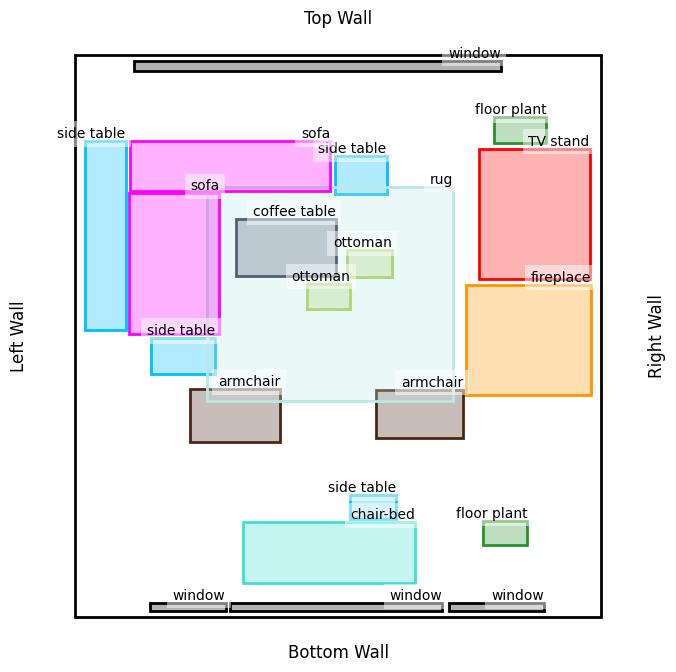 Top Wall
window
floor plant
side table
sofa
TV stand
side table
rug
sofa
coffee table
ottoman
ottoman
fireplace
Left Wall
Right Wall
side table
armchair
armchair
side table
chair-bed
floor plant
window
window
window
Bottom Wall